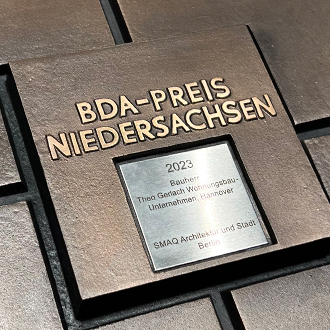 BDA-PREIS
NIEDERSACHSEN
2023
Bauherr
Theo Gerlach Wohnungsbau-
Unternehmen, Hannover
SMAQ Architektur und Stadt
Berlin